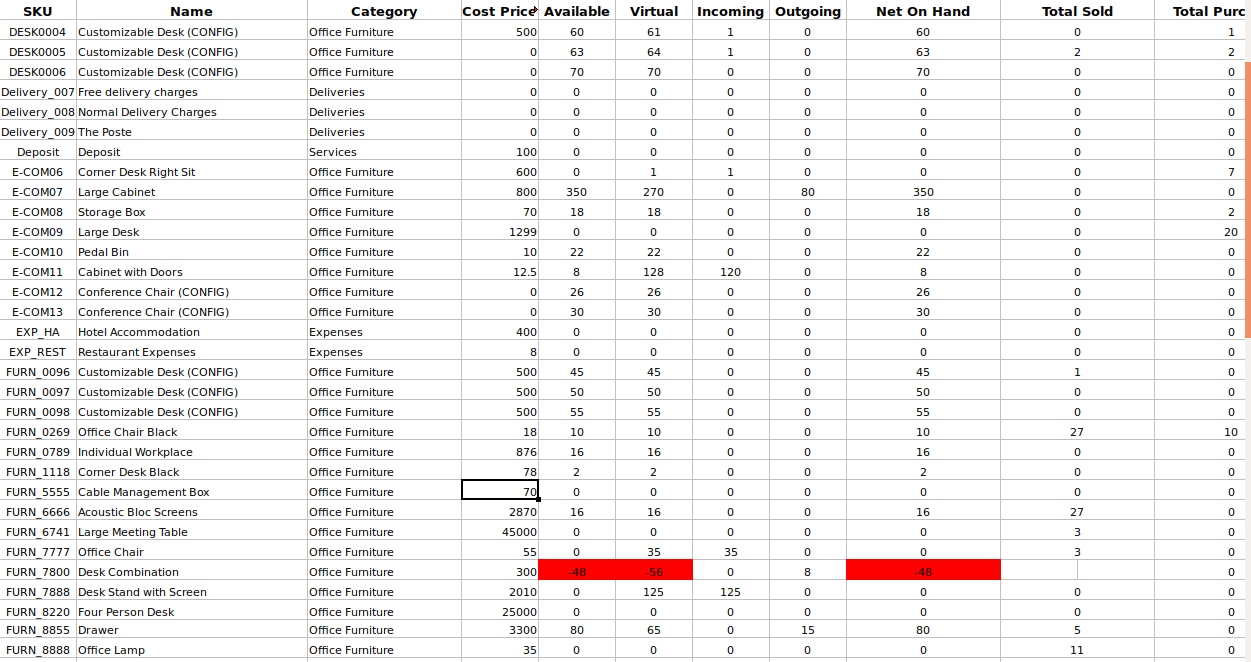 SKU Name Category Cost Price Available Virtual Incoming Outgoing Net On Hand Total Sold Total Purc
DESK0004 Customizable Desk (CONFIG) Office Furniture 500 60 61 1 0 60 0 1
DESK0005 Customizable Desk (CONFIG) Office Furniture 0 63 64 1 0 63 2 2
DESK0006 Customizable Desk (CONFIG) Office Furniture 0 70 70 0 0 70 0 0
Delivery_007 Free delivery charges Deliveries 0 0 0 0 0 0 0 0
Delivery_008 Normal Delivery Charges Deliveries 0 0 0 0 0 0 0 0
Delivery_009 The Poste Deliveries 0 0 0 0 0 0 0 0
Deposit Deposit Services 100 0 0 0 0 0 0 0
E-COM06 Corner Desk Right Sit Office Furniture 600 0 1 1 0 0 0 7
E-COM07 Large Cabinet Office Furniture 800 350 270 0 80 350 0 0
E-COM08 Storage Box Office Furniture 70 18 18 0 0 18 0 2
E-COM09 Large Desk Office Furniture 1299 0 0 0 0 0 0 20
E-COM10 Pedal Bin Office Furniture 10 22 22 0 0 22 0 0
E-COM11 Cabinet with Doors Office Furniture 12.5 8 128 120 0 8 0 0
E-COM12 Conference Chair (CONFIG) Office Furniture 0 26 26 0 0 26 0 0
E-COM13 Conference Chair (CONFIG) Office Furniture 0 30 30 0 0 30 0 0
EXP_HA Hotel Accommodation Expenses 400 0 0 0 0 0 0 0
EXP_REST Restaurant Expenses Expenses 8 0 0 0 0 0 0 0
FURN_0096 Customizable Desk (CONFIG) Office Furniture 500 45 45 0 0 45 1 0
FURN_0097 Customizable Desk (CONFIG) Office Furniture 500 50 50 0 0 50 0 0
FURN_0098 Customizable Desk (CONFIG) Office Furniture 500 55 55 0 0 55 0 0
FURN_0269 Office Chair Black Office Furniture 18 10 10 0 0 10 27 10
FURN_0789 Individual Workplace Office Furniture 876 16 16 0 0 16 0 0
FURN_1118 Corner Desk Black Office Furniture 78 2 2 0 0 2 0 0
FURN_5555 Cable Management Box Office Furniture 70 0 0 0 0 0 0 0
FURN_6666 Acoustic Bloc Screens Office Furniture 2870 16 16 0 0 16 27 0
FURN_6741 Large Meeting Table Office Furniture 45000 0 0 0 0 0 3 0
FURN_7777 Office Chair Office Furniture 55 0 35 35 0 0 3 0
FURN_7800 Desk Combination Office Furniture 300 -48 -56 0 8 -48 0
FURN_7888 Desk Stand with Screen Office Furniture 2010 0 125 125 0 0 0 0
FURN_8220 Four Person Desk Office Furniture 25000 0 0 0 0 0 0 0
FURN_8855 Drawer Office Furniture 3300 80 65 0 15 80 5 0
FURN_8888 Office Lamp Office Furniture 35 0 0 0 0 0 11 0